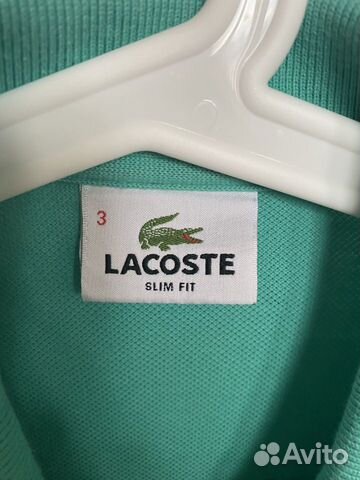 3
LACOSTE
SLIM FIT
Avito